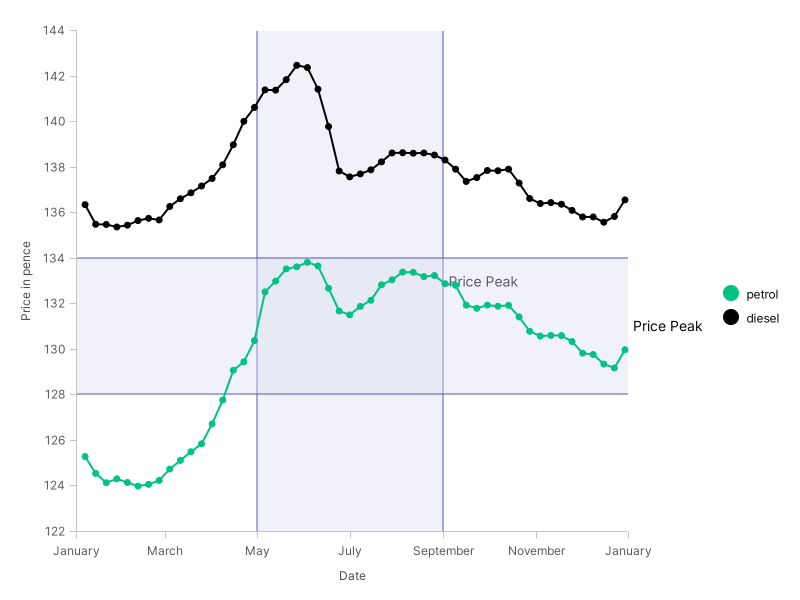 144
142
140
138
136
134
132
130
128
126
124
122
Price in pence
January
March
May
July
September
November
January
Date
Price Peak
Price Peak
petrol
diesel